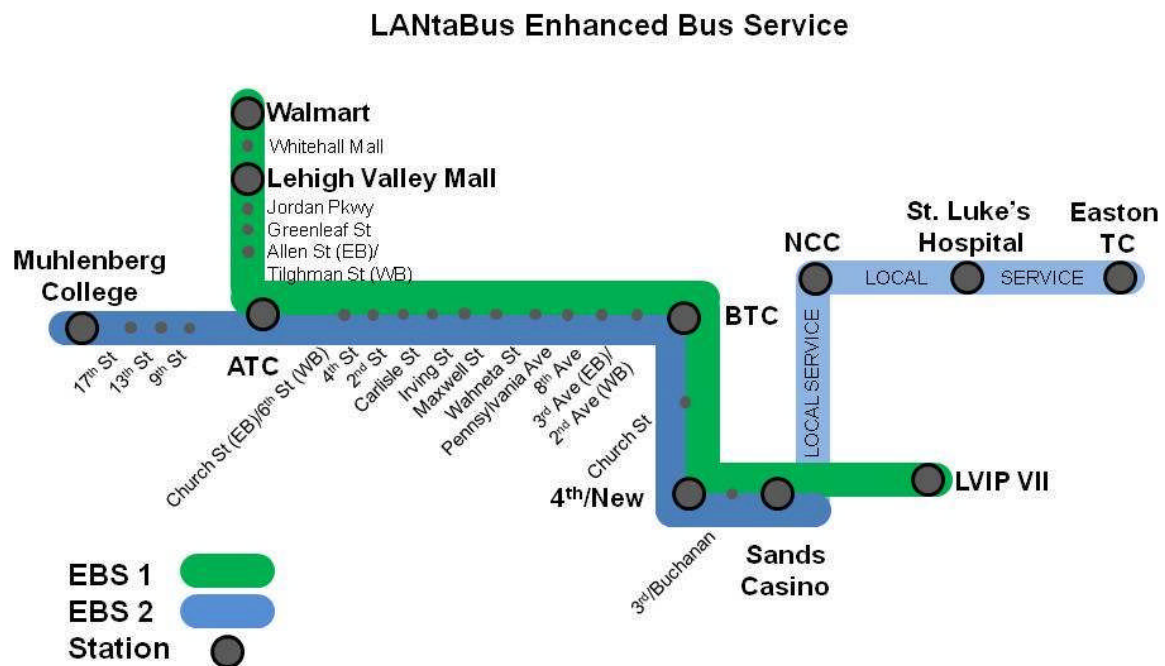 LANtaBus Enhanced Bus Service
Walmart
Whitehall Mall
Lehigh Valley Mall
Jordan Pkwy
Greenleaf St
Allen St (EB)/
Tilghman St (WB)
Muhlenberg
College
17th St
13th St
9th St
ATC
Church St (EB)/6th St (WB)
4th St
2nd St
Carlisle St
Irving St
Maxwell St
Wahneta St
Pennsylvania Ave
8th Ave
3rd Ave (EB)/
2nd Ave (WB)
BTC
Church St
4th/New
3rd/Buchanan
Sands
Casino
LVIP VII
LOCAL SERVICE
NCC
LOCAL
St. Luke's
Hospital
SERVICE
Easton
TC
EBS 1
EBS 2
Station